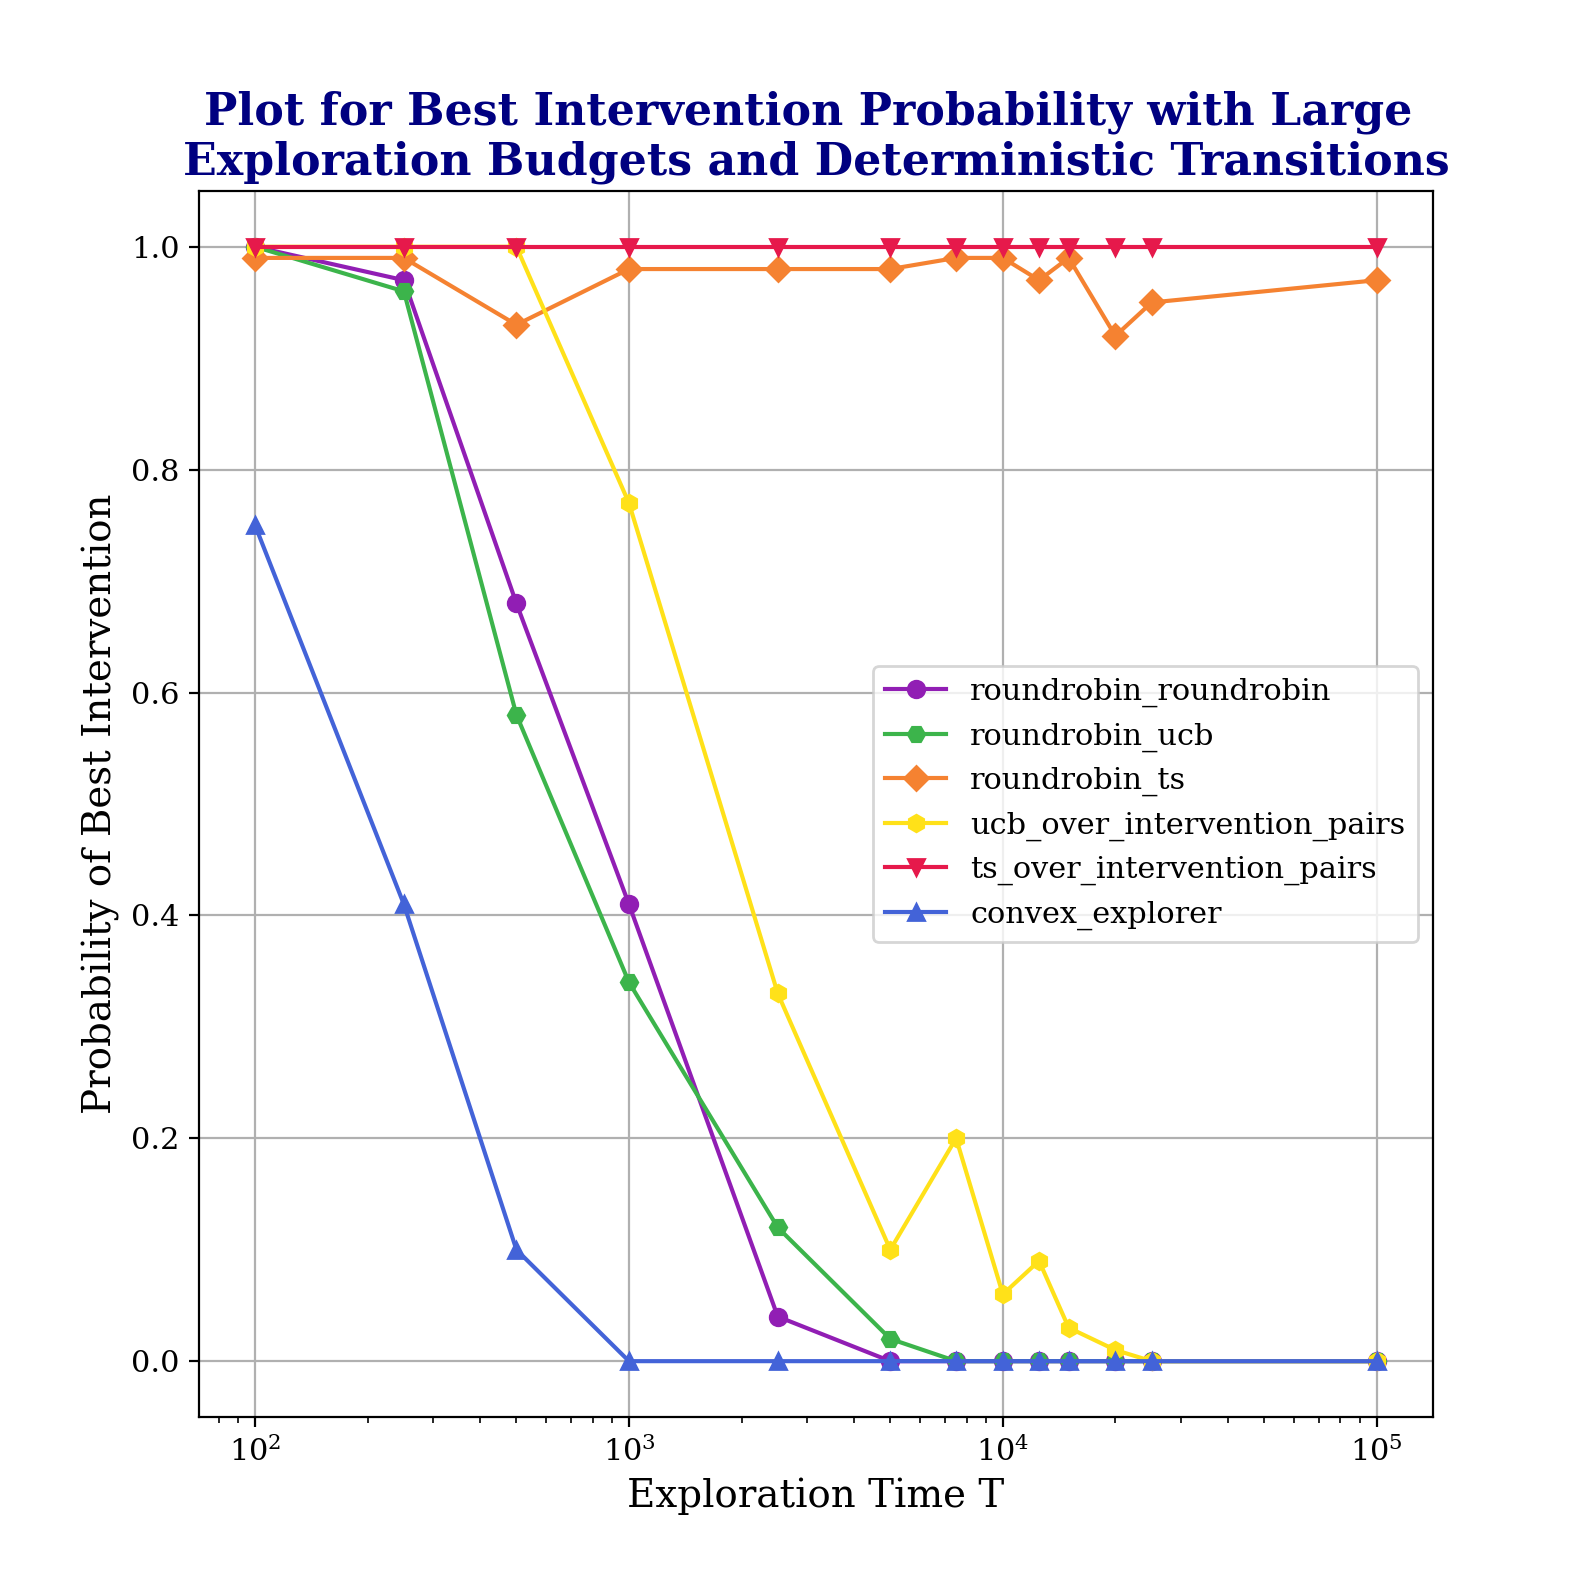 Plot for Best Intervention Probability with Large
Exploration Budgets and Deterministic Transitions
Probability of Best Intervention
1.0
0.8
0.6
0.4
0.2
0.0
roundrobin_roundrobin
roundrobin_ucb
roundrobin_ts
ucb_over_intervention_pairs
ts_over_intervention_pairs
convex_explorer
10² 10³ 10⁴ 10⁵
Exploration Time T